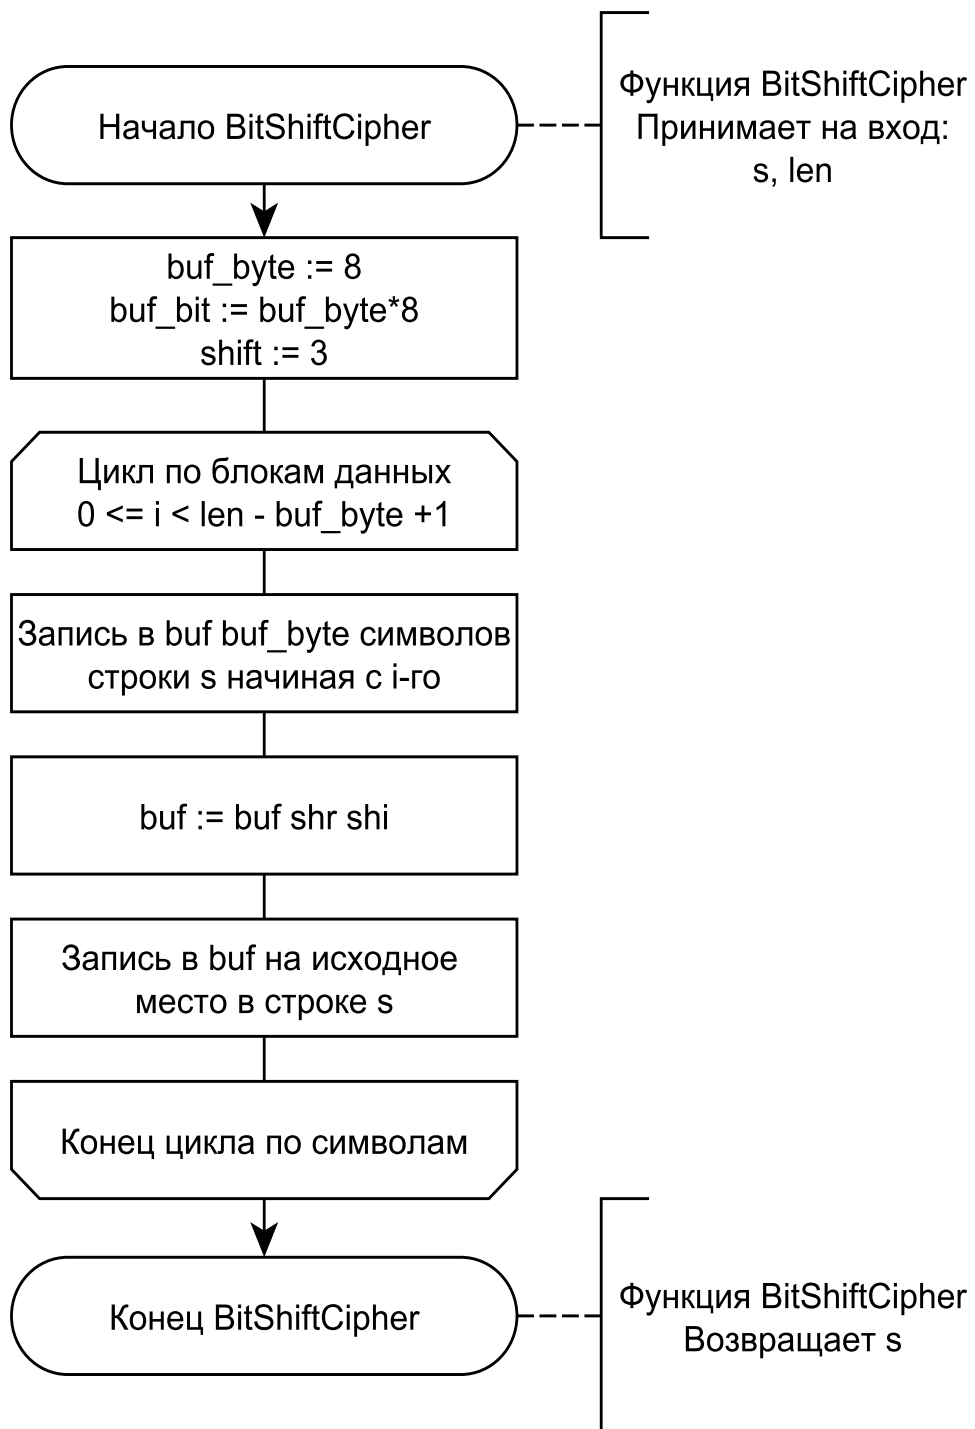 Начало BitShiftCipher
Функция BitShiftCipher
Принимает на вход:
s, len
buf_byte := 8
buf_bit := buf_byte*8
shift := 3
Цикл по блокам данных
0 <= i < len - buf_byte +1
Запись в buf buf_byte символов
строки s начиная с i-го
buf := buf shr shi
Запись в buf на исходное
место в строке s
Конец цикла по символам
Конец BitShiftCipher
Функция BitShiftCipher
Возвращает s